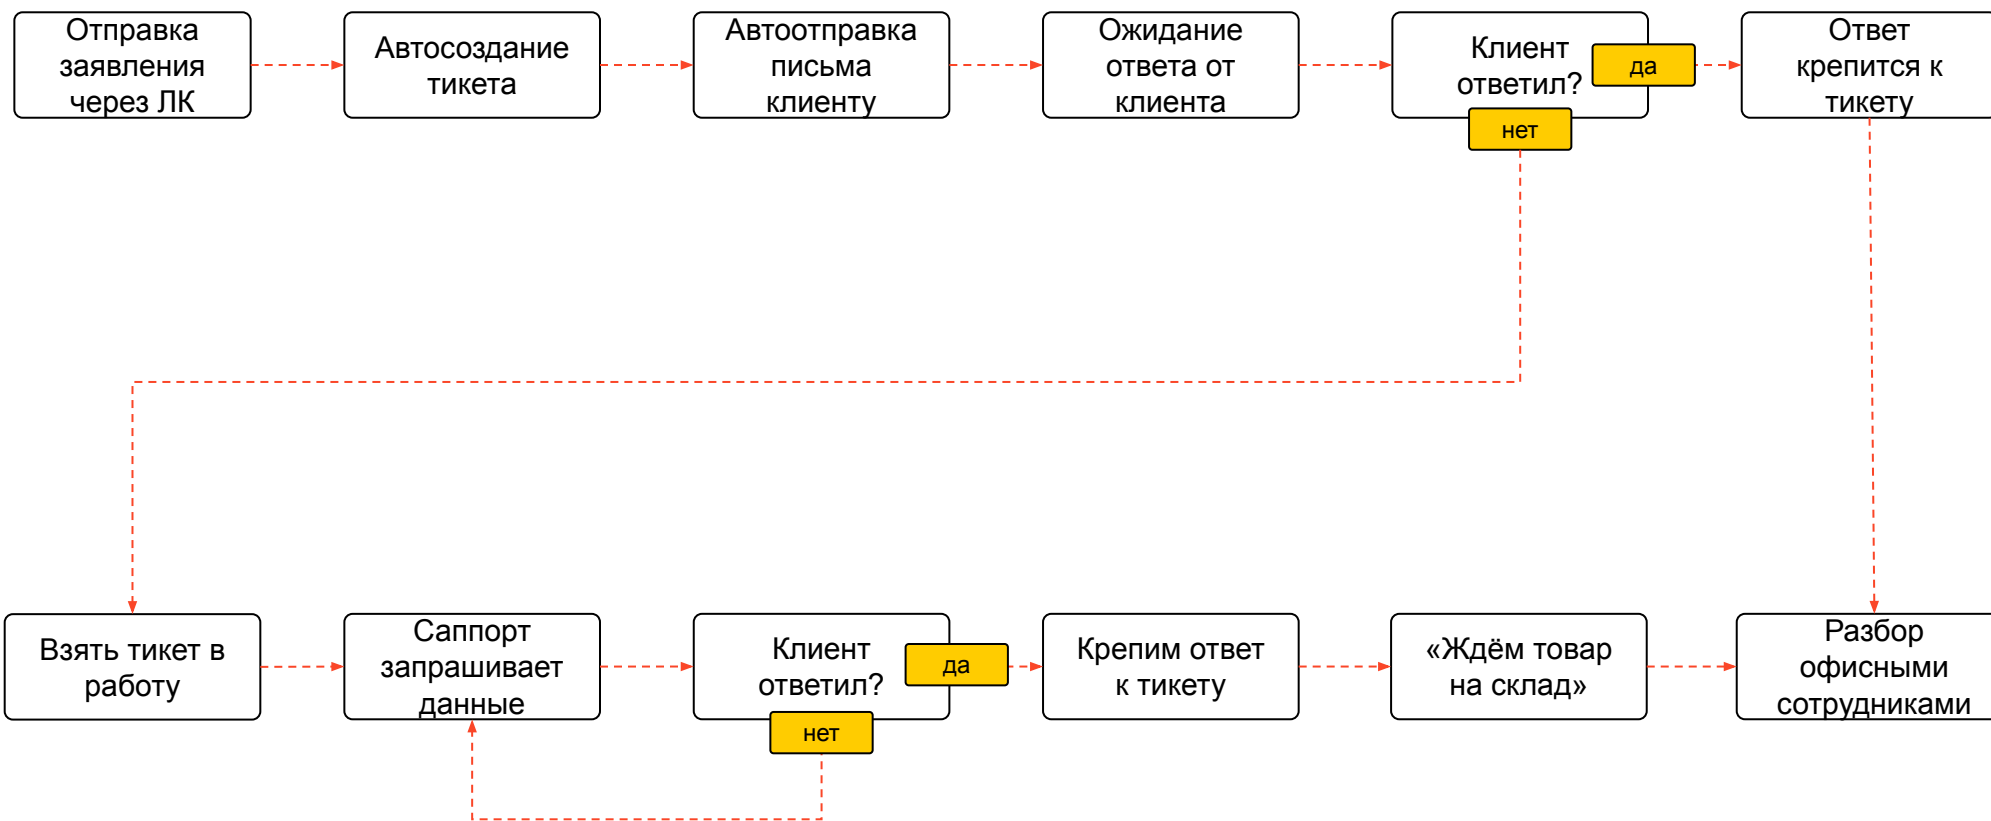 Отправка
заявления
через ЛК
Автосоздание
тикета
Автоотправка
письма
клиенту
Ожидание
ответа от
клиента
Клиент
ответил?
да
нет
Ответ
крепится к
тикету
Взять тикет в
работу
Саппорт
запрашивает
данные
Клиент
ответил?
да
нет
Крепим ответ
к тикету
«Ждём товар
на склад»
Разбор
офисными
сотрудниками